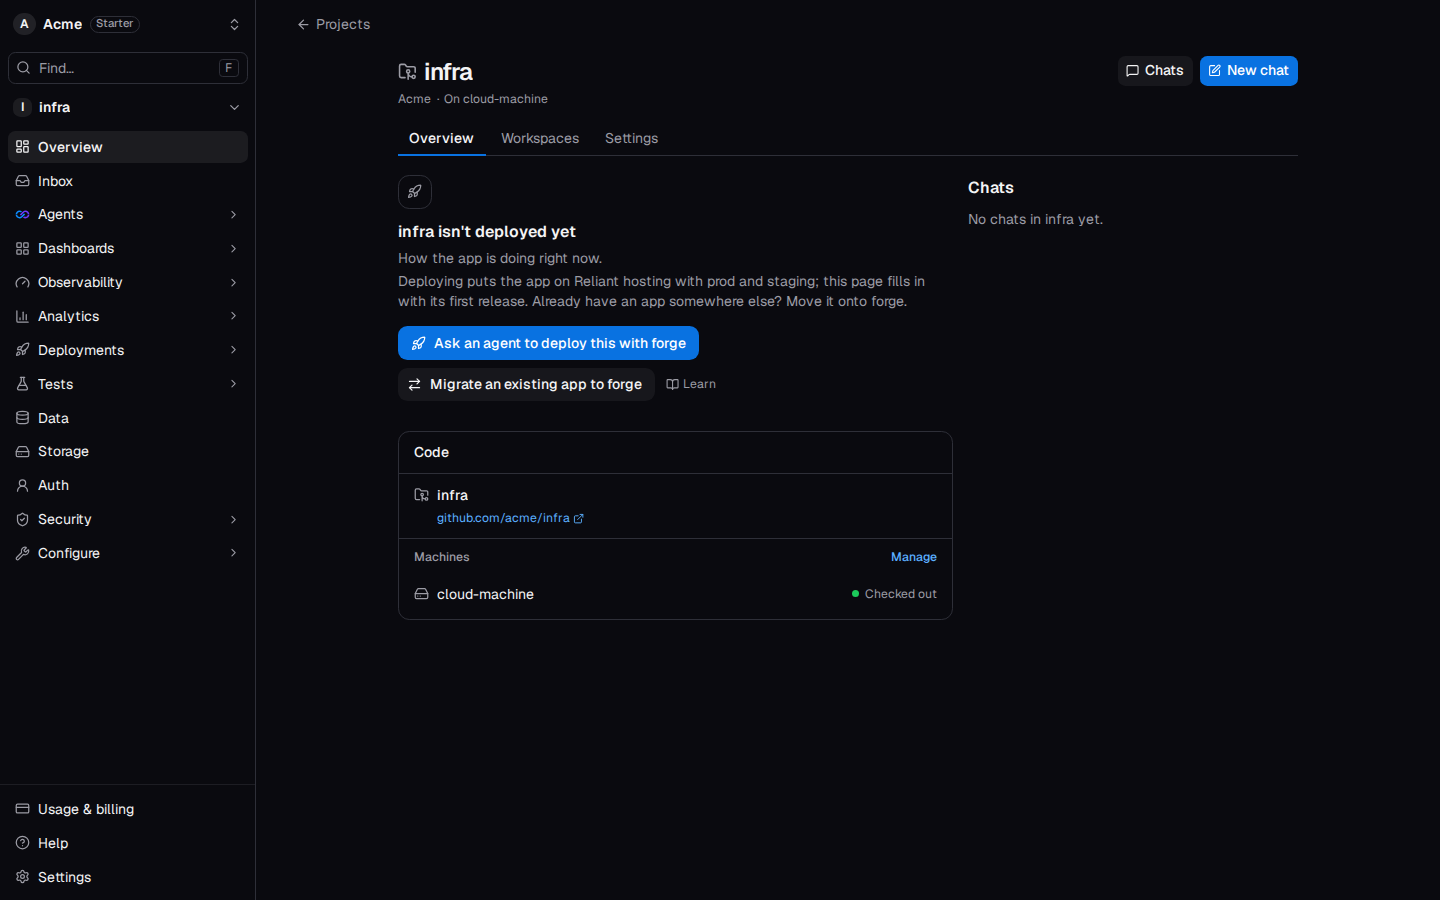 A Acme Starter
Find... F
I infra
Overview
Inbox
Agents
Dashboards
Observability
Analytics
Deployments
Tests
Data
Storage
Auth
Security
Configure
Usage & billing
Help
Settings
Projects
infra
Acme · On cloud-machine
Chats
New chat
Overview Workspaces Settings
infra isn't deployed yet
How the app is doing right now.
Deploying puts the app on Reliant hosting with prod and staging; this page fills in
with its first release. Already have an app somewhere else? Move it onto forge.
Ask an agent to deploy this with forge
Migrate an existing app to forge
Learn
Code
infra
github.com/acme/infra
Machines Manage
cloud-machine Checked out
Chats
No chats in infra yet.